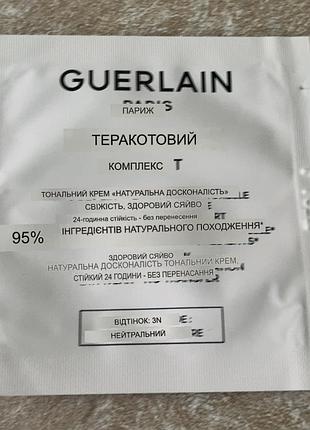 GUERLAIN
ПАРИЖ
ТЕРАКОТОВИЙ
КОМПЛЕКС T
ТОНАЛЬНИЙ КРЕМ «НАТУРАЛЬНА ДОСКОНАЛІСТЬ»
СВІЖІСТЬ, ЗДОРОВИЙ СЯЙВО
24-годинна стійкість - без перенесення
95% ІНГРЕДІЄНТІВ НАТУРАЛЬНОГО ПОХОДЖЕННЯ*
ЗДОРОВИЙ СЯЙВО
НАТУРАЛЬНА ДОСКОНАЛІСТЬ ТОНАЛЬНИЙ КРЕМ,
СТІЙКИЙ 24 ГОДИНИ - БЕЗ ПЕРЕНАСАННЯ
ВІДТІНОК: 3N
НЕЙТРАЛЬНИЙ